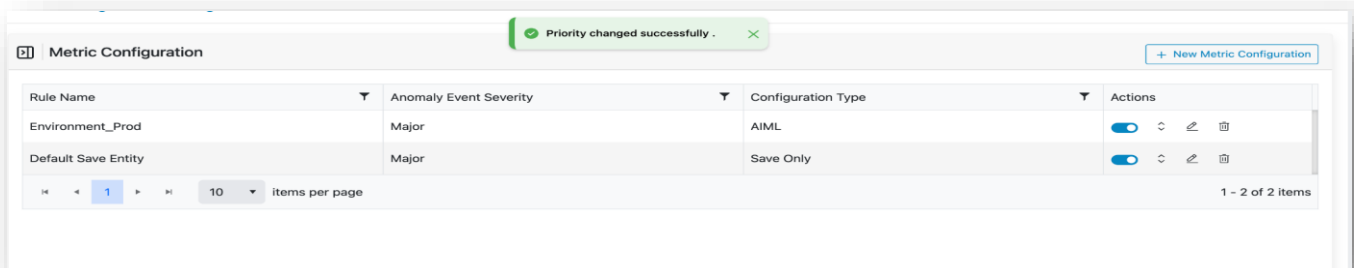 Priority changed successfully .
Metric Configuration
+ New Metric Configuration
Rule Name Anomaly Event Severity Configuration Type Actions
Environment_Prod Major AIML
Default Save Entity Major Save Only
1 10 items per page 1 - 2 of 2 items